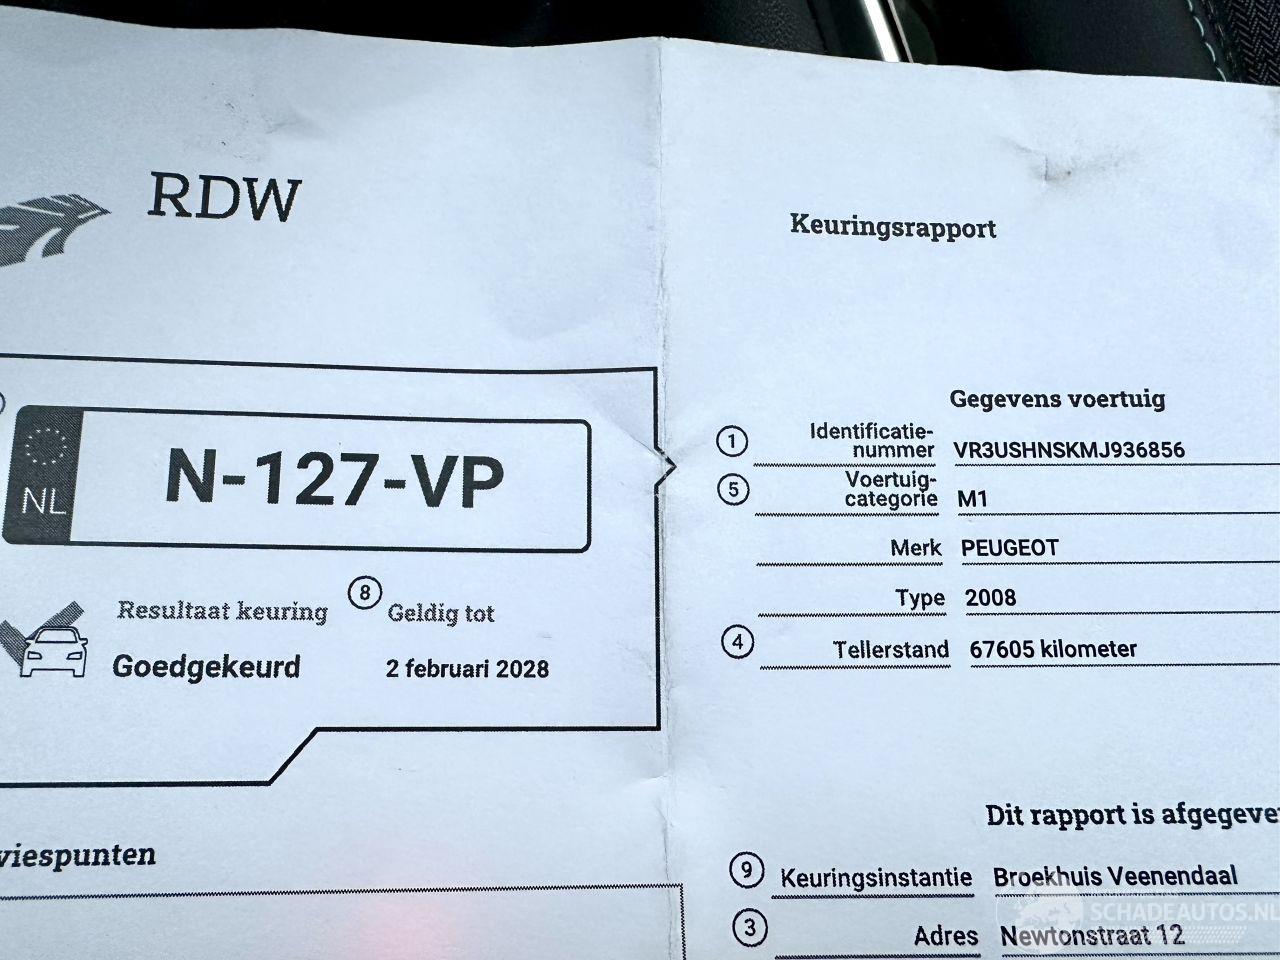 RDW
Keuringsrapport
NL
N-127-VP
Resultaat keuring
8
Geldig tot
Goedgekeurd
2 februari 2028
viespunten
Gegevens voertuig
1 Identificatie-
nummer VR3USHNSKMJ936856
5 Voertuig-
categorie M1
Merk PEUGEOT
Type 2008
4 Tellerstand 67605 kilometer
Dit rapport is afgegeve
9 Keuringsinstantie Broekhuis Veenendaal
3 Adres Newtonstraat 12
SCHADEAUTOS.NL